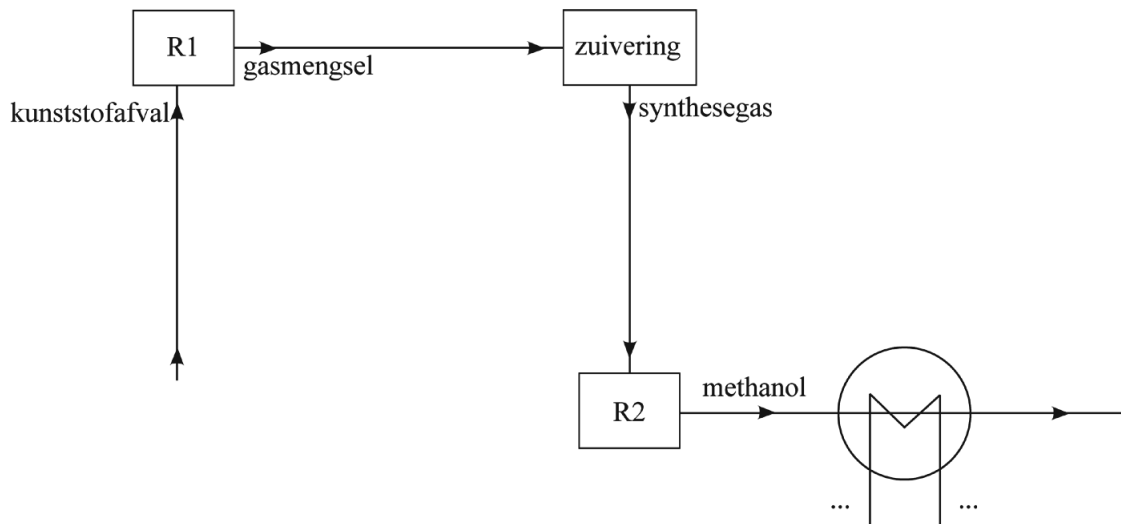 R1
zuivering
gasmengsel
kunststofafval
synthesegas
methanol
R2
...
...